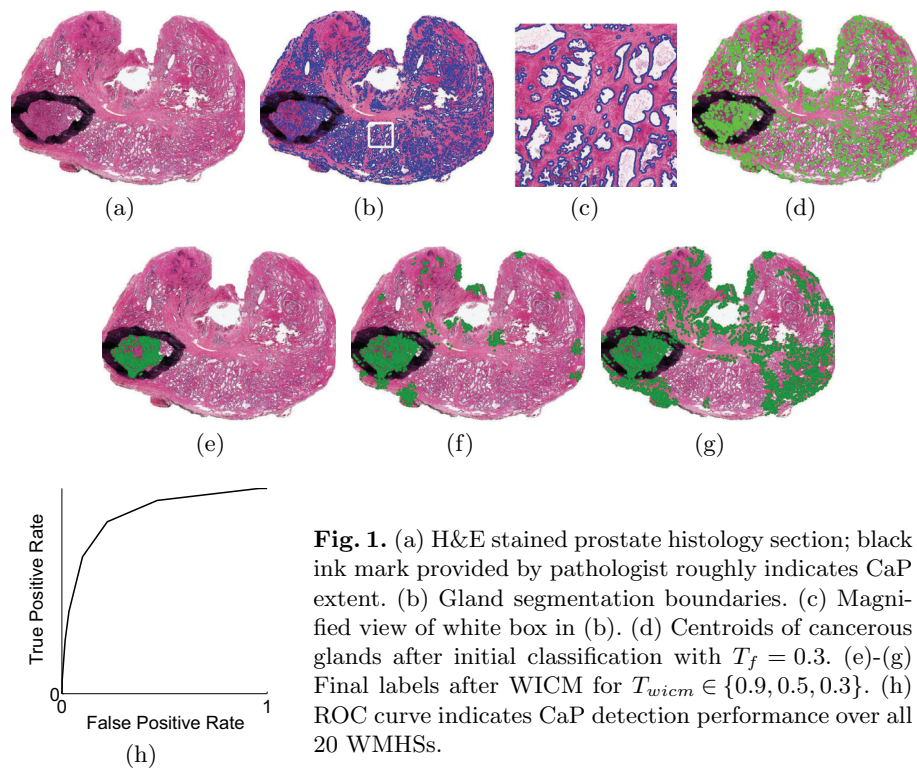 (a)
(b)
(c)
(d)
(e)
(f)
(g)
True Positive Rate
0
0
1
False Positive Rate
(h)
Fig. 1. (a) H&E stained prostate histology section; black
ink mark provided by pathologist roughly indicates CaP
extent. (b) Gland segmentation boundaries. (c) Magni-
fied view of white box in (b). (d) Centroids of cancerous
glands after initial classification with T_f = 0.3. (e)-(g)
Final labels after WICM for T_{wicm} ∈ {0.9, 0.5, 0.3}. (h)
ROC curve indicates CaP detection performance over all
20 WMHSs.